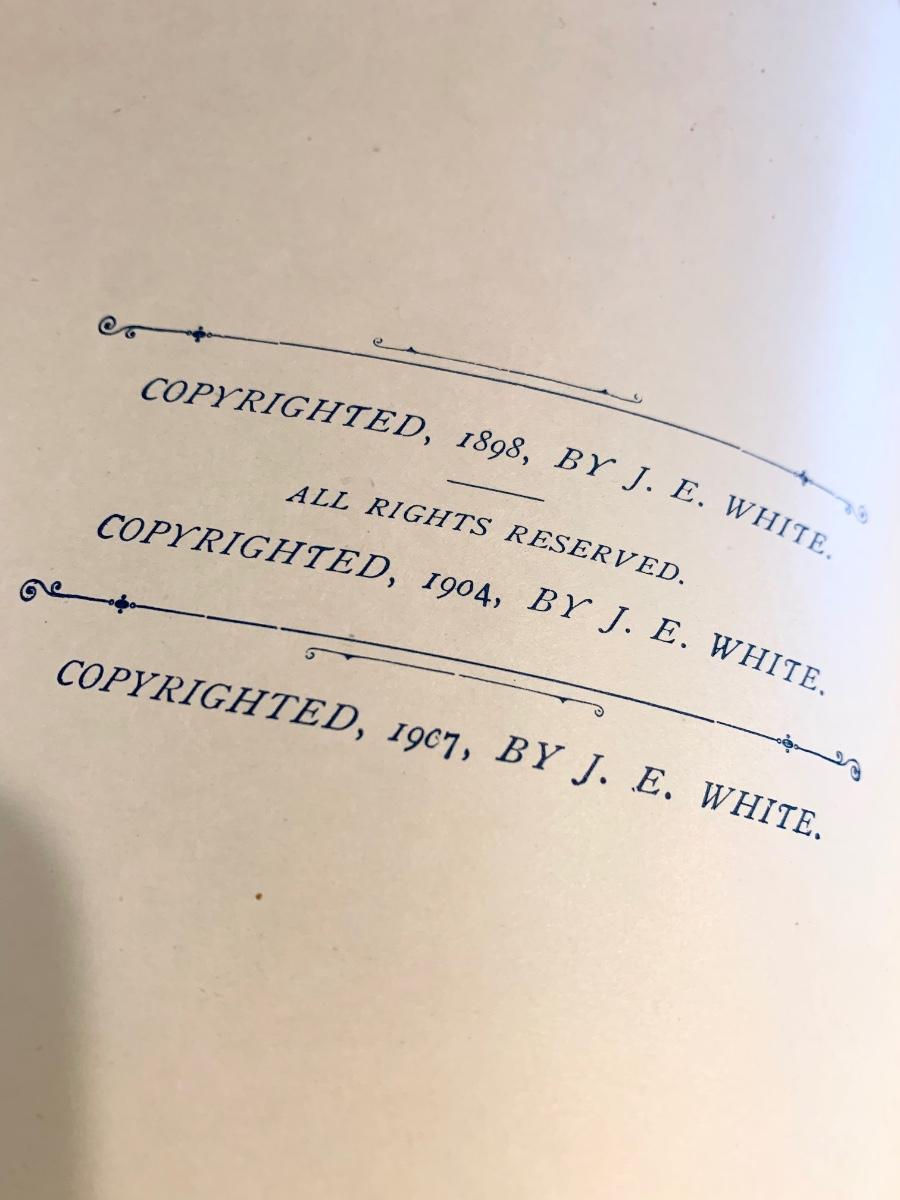 COPYRIGHTED, 1898, BY J. E. WHITE.
ALL RIGHTS RESERVED.
COPYRIGHTED, 1904, BY J. E. WHITE.
COPYRIGHTED, 1907, BY J. E. WHITE.